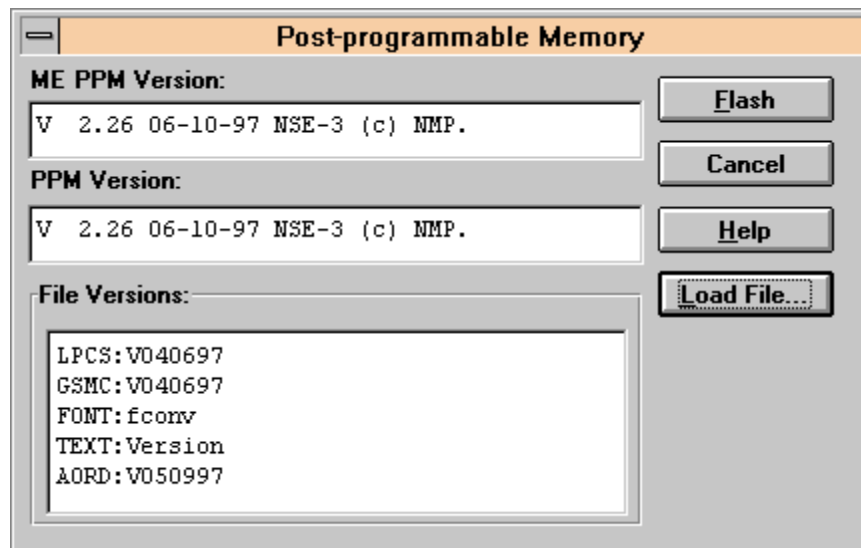 Post-programmable Memory
ME PPM Version:
V  2.26 06-10-97 NSE-3 (c) NMP.
PPM Version:
V  2.26 06-10-97 NSE-3 (c) NMP.
File Versions:
LPCS:V040697
GSMC:V040697
FONT:fconv
TEXT:Version
AORD:V050997
Flash
Cancel
Help
Load File...